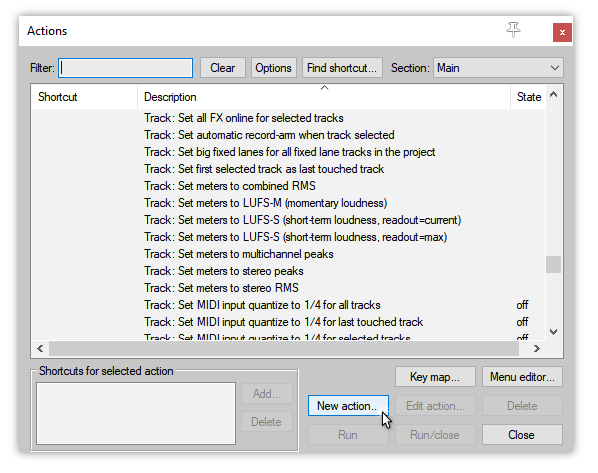 Actions
Filter: Clear Options Find shortcut... Section: Main
Shortcut Description State
Track: Set all FX online for selected tracks
Track: Set automatic record-arm when track selected
Track: Set big fixed lanes for all fixed lane tracks in the project
Track: Set first selected track as last touched track
Track: Set meters to combined RMS
Track: Set meters to LUFS-M (momentary loudness)
Track: Set meters to LUFS-S (short-term loudness, readout=current)
Track: Set meters to LUFS-S (short-term loudness, readout=max)
Track: Set meters to multichannel peaks
Track: Set meters to stereo peaks
Track: Set meters to stereo RMS
Track: Set MIDI input quantize to 1/4 for all tracks off
Track: Set MIDI input quantize to 1/4 for last touched track off
Track: Set MIDI input quantize to 1/4 for selected tracks off
Shortcuts for selected action
Key map... Menu editor...
Add...
New action... Edit action... Delete
Delete
Run Run/close Close